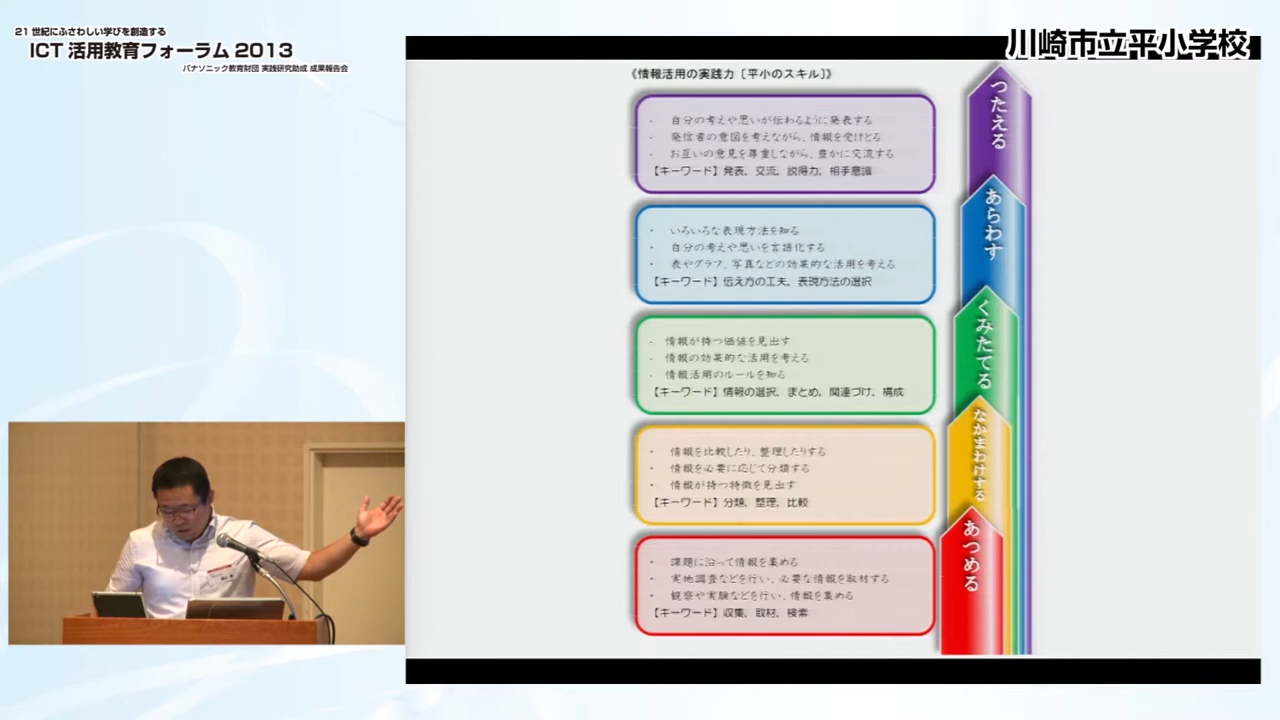 21世紀にふさわしい学びを創造する
ICT 活用教育フォーラム 2013
パナソニック教育財団 実践研究助成 成果報告会
川崎市立平小学校
《情報活用の実践力〔平小のスキル〕》
・ 自分の考えや思いが伝わるように発表する
・ 発信者の意図を考えながら、情報を受けとる
・ お互いの意見を尊重しながら、豊かに交流する
【キーワード】発表、交流、説得力、相手意識
つたえる
・ いろいろな表現方法を知る
・ 自分の考えや思いを言語化する
・ 表やグラフ、写真などの効果的な活用を考える
【キーワード】伝え方の工夫、表現方法の選択
あらわす
・ 情報が持つ価値を見出す
・ 情報の効果的な活用を考える
・ 情報活用のルールを知る
【キーワード】情報の選択、まとめ、関連づけ、構成
くみたてる
・ 情報を比較したり、整理したりする
・ 情報を必要に応じて分類する
・ 情報が持つ特徴を見出す
【キーワード】分類、整理、比較
なかまわけする
・ 課題に沿って情報を集める
・ 実地調査などを行い、必要な情報を取材する
・ 観察や実験などを行い、情報を集める
【キーワード】収集、取材、検索
あつめる